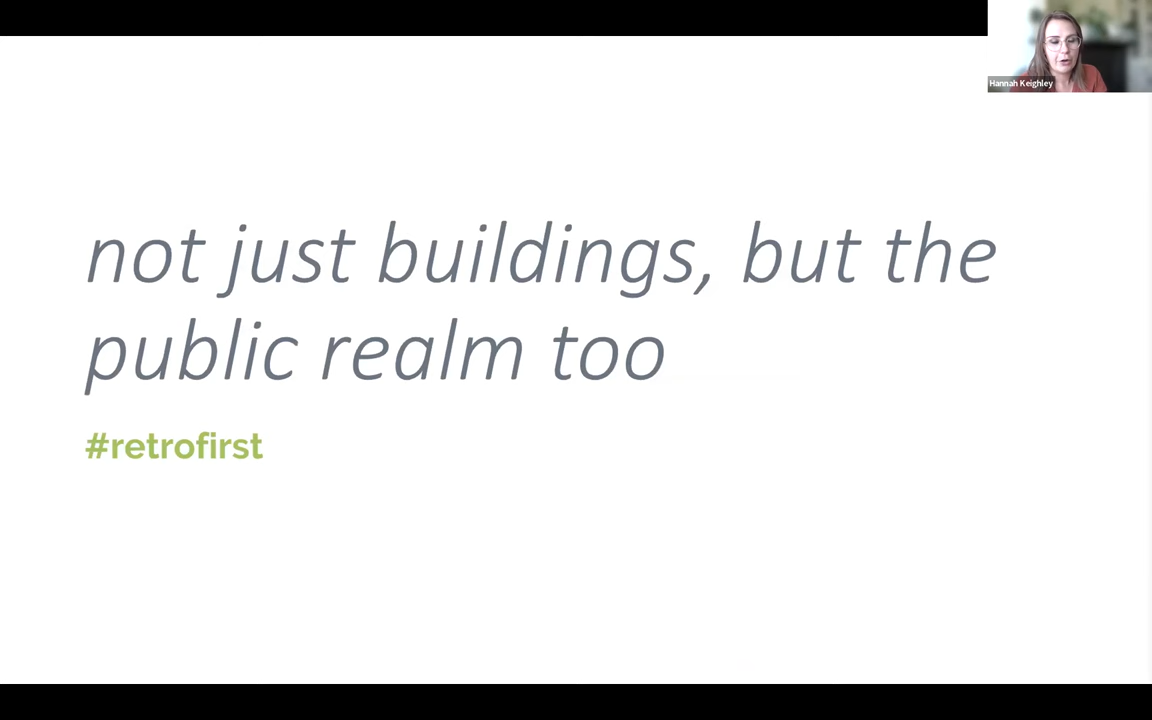 Hannah Keighley
not just buildings, but the
public realm too
#retrofirst